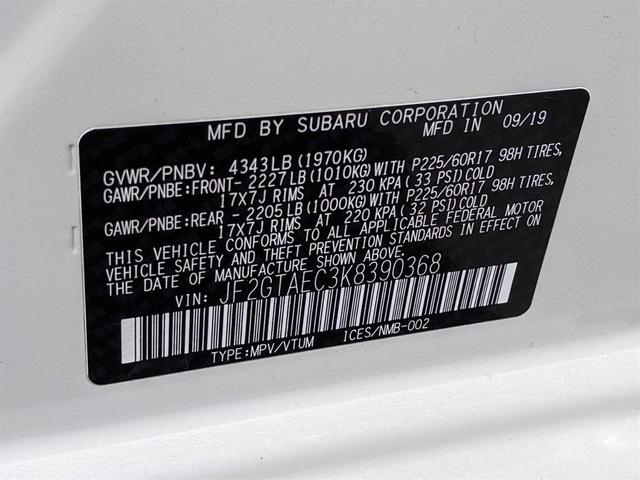 MFD BY SUBARU CORPORATION
MFD IN 09/19
GVWR/PNBV: 4343LB (1970KG)
GAWR/PNBE:FRONT- 2227LB (1010KG) WITH P225/60R17 98H TIRES,
17X7J RIMS AT 230 KPA (33 PSI) COLD
GAWR/PNBE:REAR - 2205LB (1000KG) WITH P225/60R17 98H TIRES,
17X7J RIMS AT 220 KPA (32 PSI) COLD
THIS VEHICLE CONFORMS TO ALL APPLICABLE FEDERAL MOTOR
VEHICLE SAFETY AND THEFT PREVENTION STANDARDS IN EFFECT ON
THE DATE OF MANUFACTURE SHOWN ABOVE.
VIN: JF2GTAEC3K8390368
TYPE:MPV/VTUM ICES/NMB-002